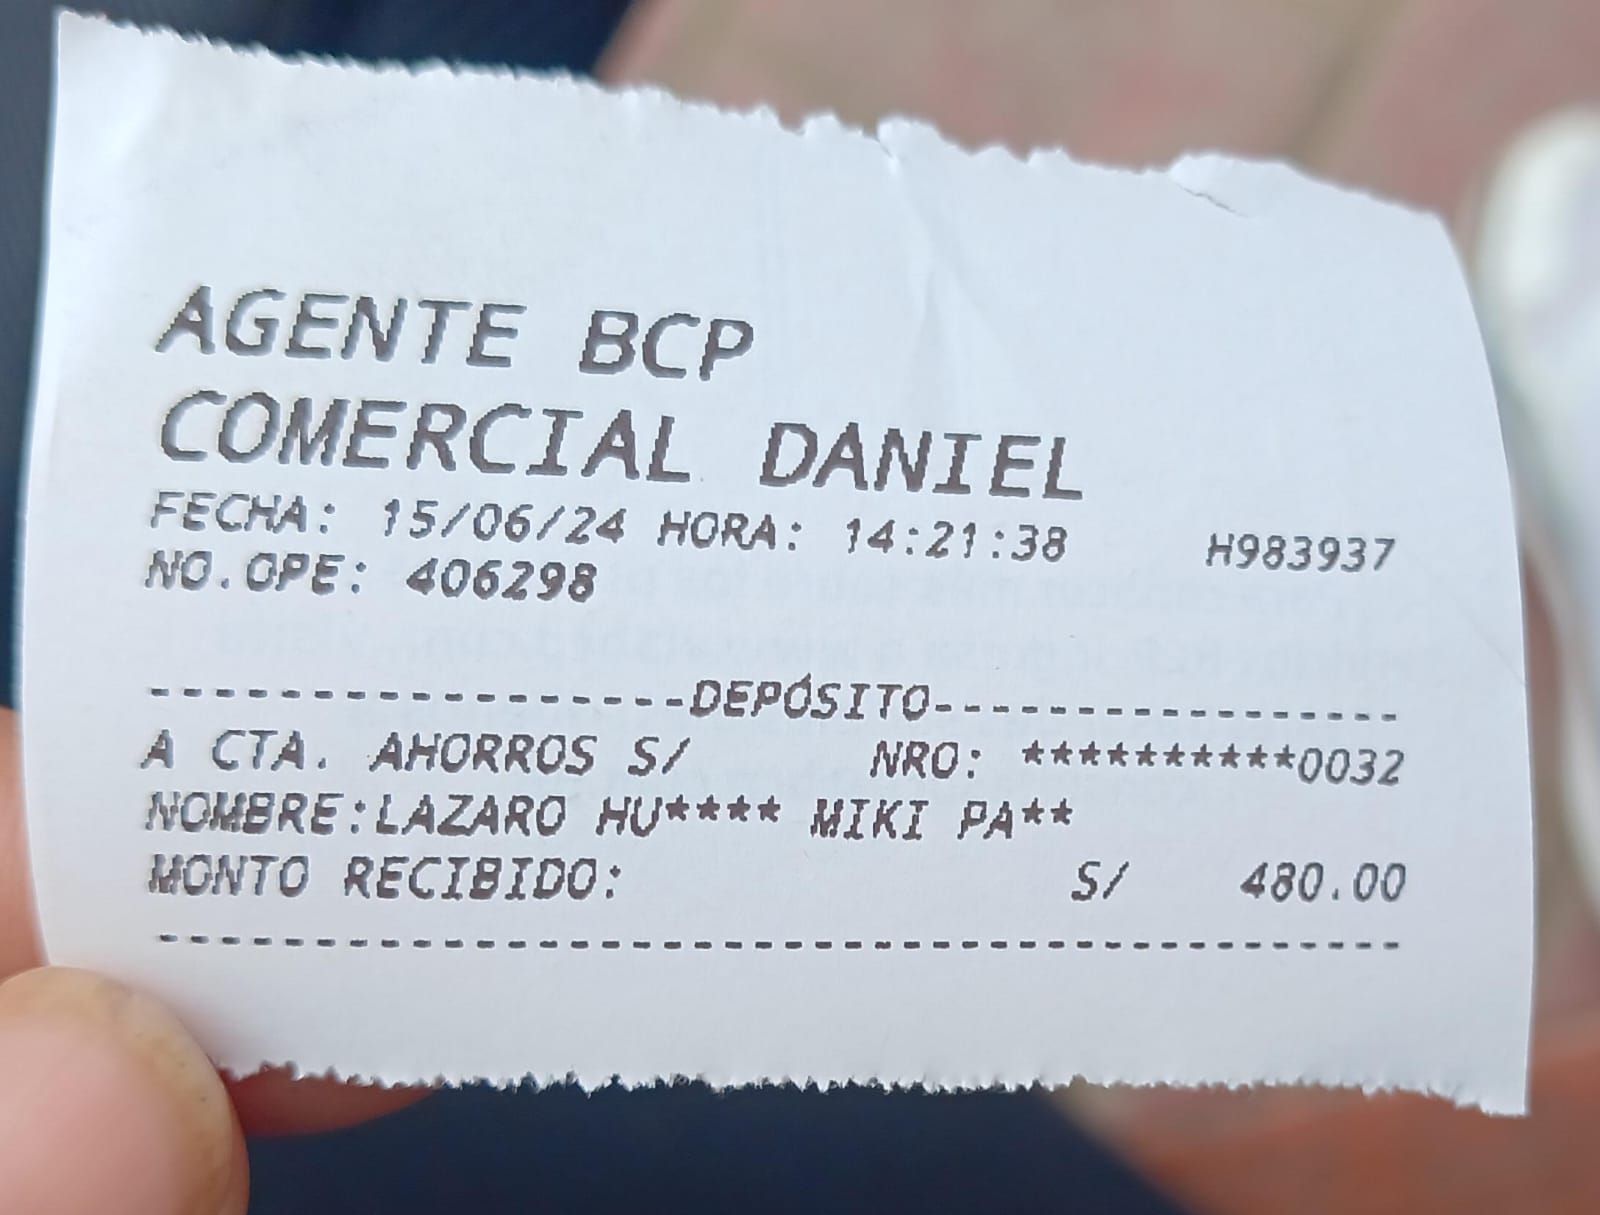 AGENTE BCP
COMERCIAL DANIEL
FECHA: 15/06/24 HORA: 14:21:38 H983937
NO.OPE: 406298
------------------DEPÓSITO----------------
A CTA. AHORROS S/ NRO: **********0032
NOMBRE:LAZARO HU**** MIKI PA**
MONTO RECIBIDO: S/ 480.00
------------------------------------------